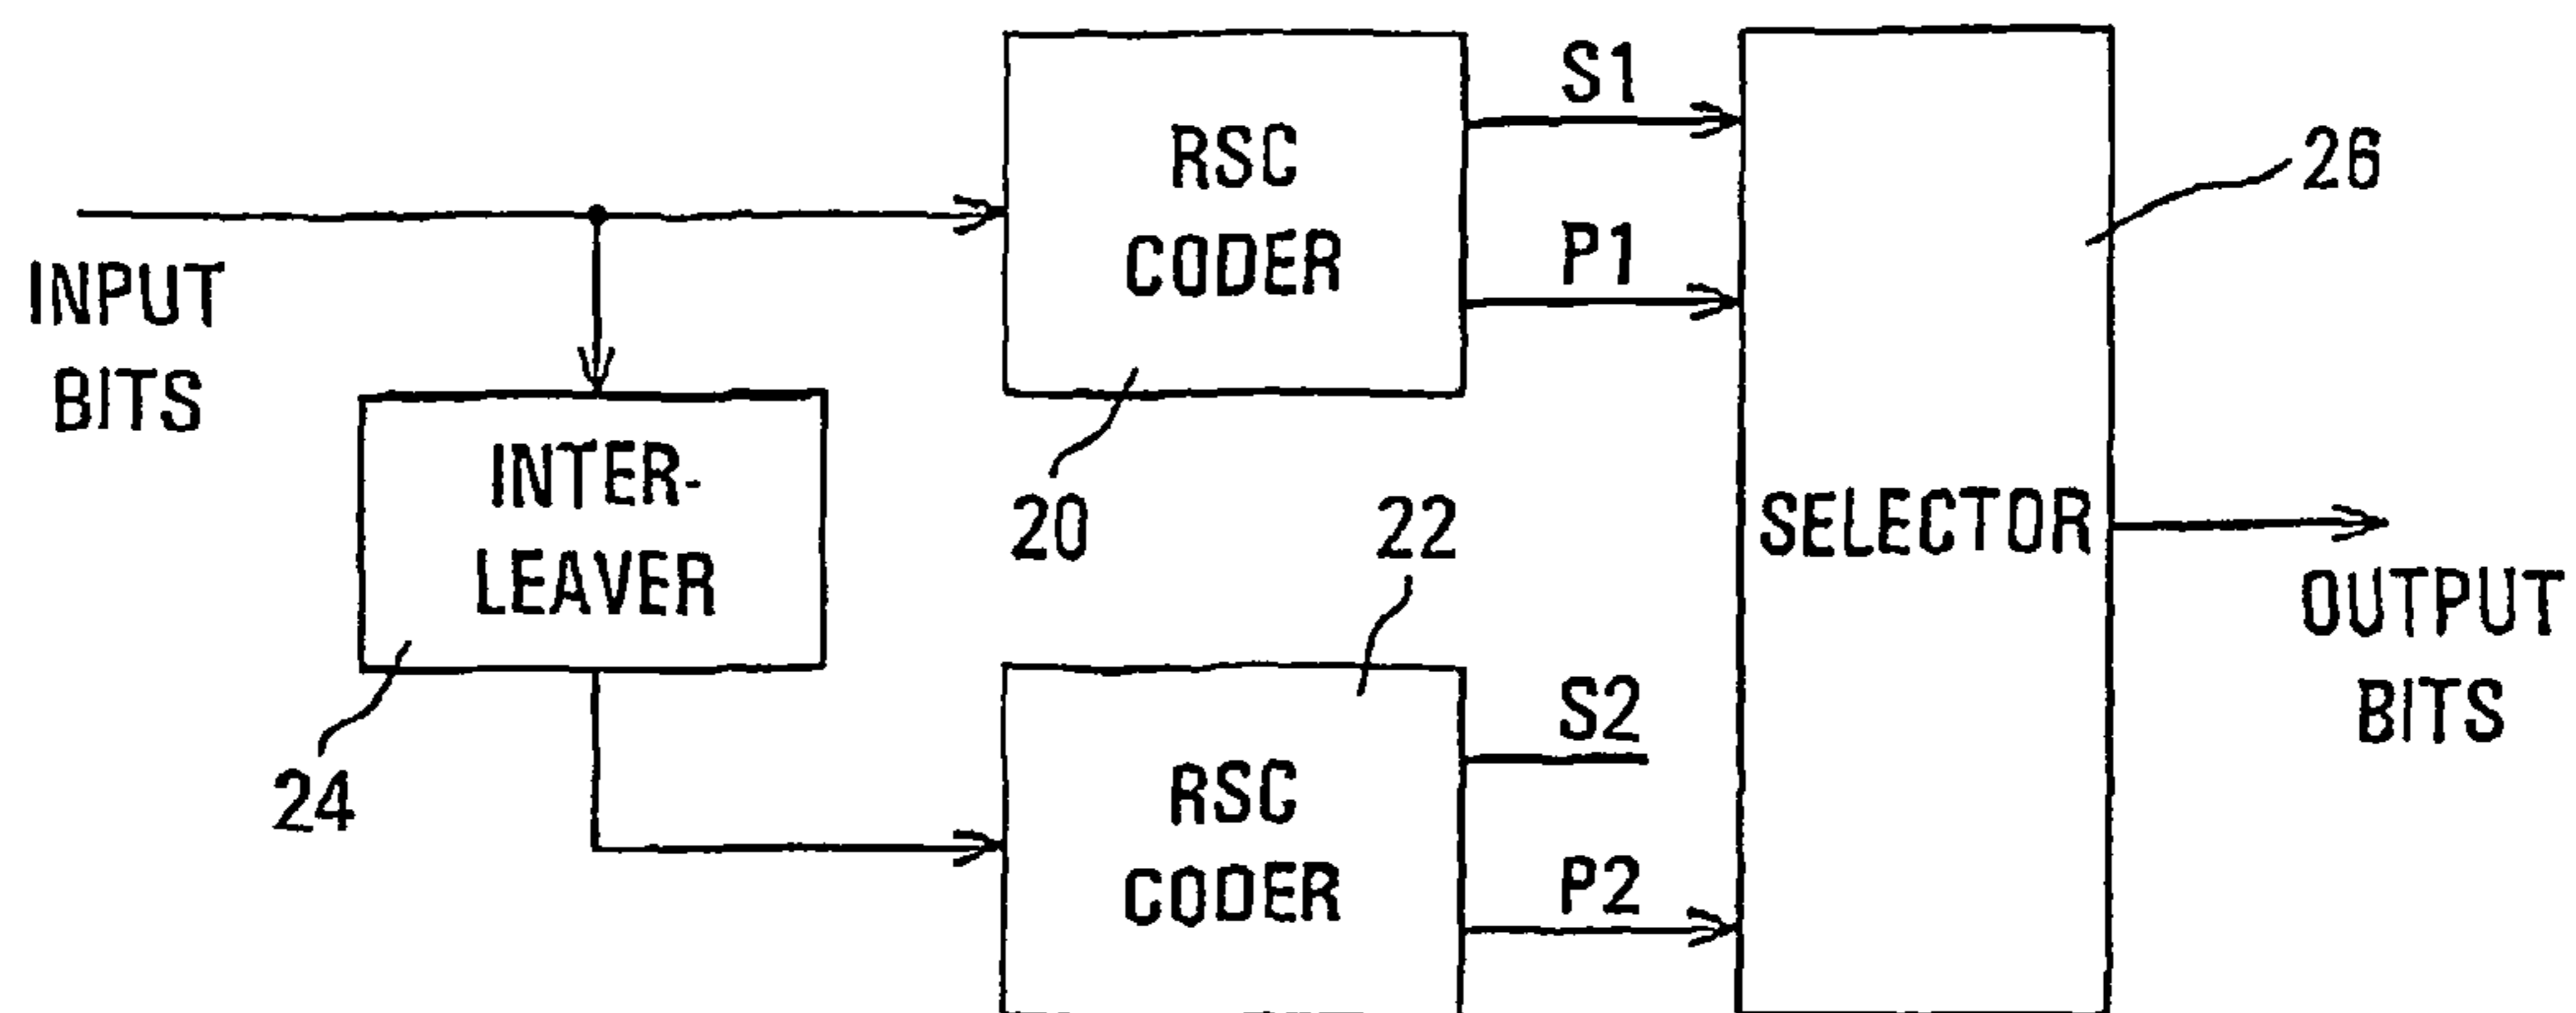 INPUT
BITS
INTER-
LEAVER
24
RSC
CODER
20
S1
P1
22
RSC
CODER
S2
P2
SELECTOR
26
OUTPUT
BITS